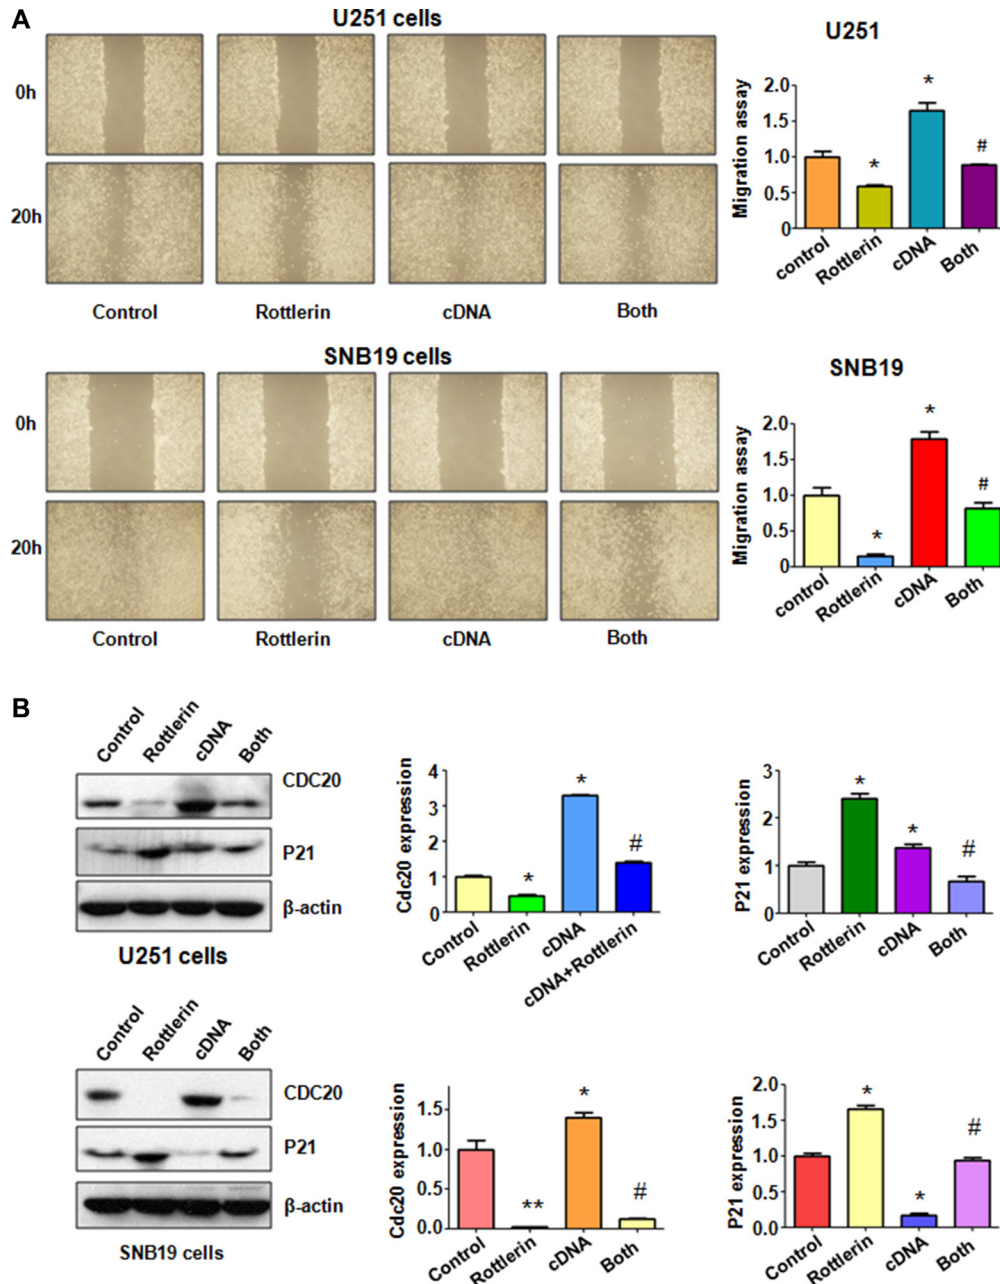 A
U251 cells
0h
20h
Control Rottlerin cDNA Both
U251
Migration assay
2.0
1.5
1.0
0.5
0
*
*
#
control Rottlerin cDNA Both
SNB19 cells
0h
20h
Control Rottlerin cDNA Both
SNB19
Migration assay
2.0
1.5
1.0
0.5
0
*
*
#
control Rottlerin cDNA Both
B
Control Rottlerin cDNA Both
CDC20
P21
β-actin
U251 cells
Cdc20 expression
4
3
2
1
0
*
*
#
Control Rottlerin cDNA cDNA+Rottlerin
P21 expression
3
2
1
0
*
*
#
Control Rottlerin cDNA Both
Control Rottlerin cDNA Both
CDC20
P21
β-actin
SNB19 cells
Cdc20 expression
1.5
1.0
0.5
0.0
**
*
#
Control Rottlerin cDNA Both
P21 expression
2.0
1.5
1.0
0.5
0.0
*
*
#
Control Rottlerin cDNA Both